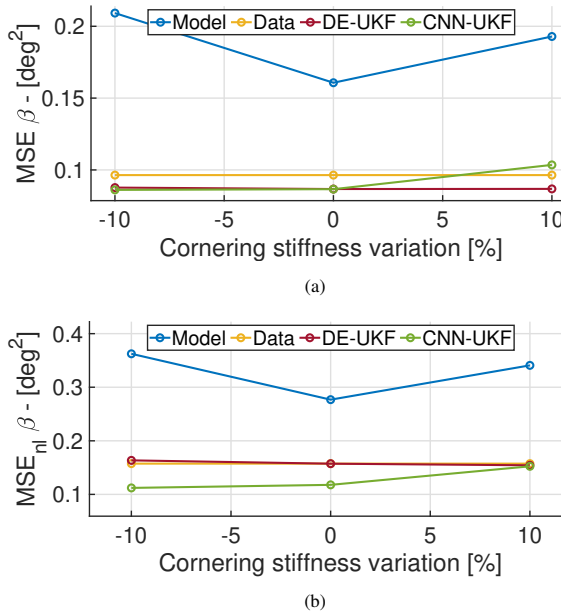 Model Data DE-UKF CNN-UKF
0.2
0.15
0.1
MSE β - [deg²]
-10 -5 0 5 10
Cornering stiffness variation [%]
(a)
Model Data DE-UKF CNN-UKF
0.4
0.3
0.2
0.1
MSEₙₗ β - [deg²]
-10 -5 0 5 10
Cornering stiffness variation [%]
(b)